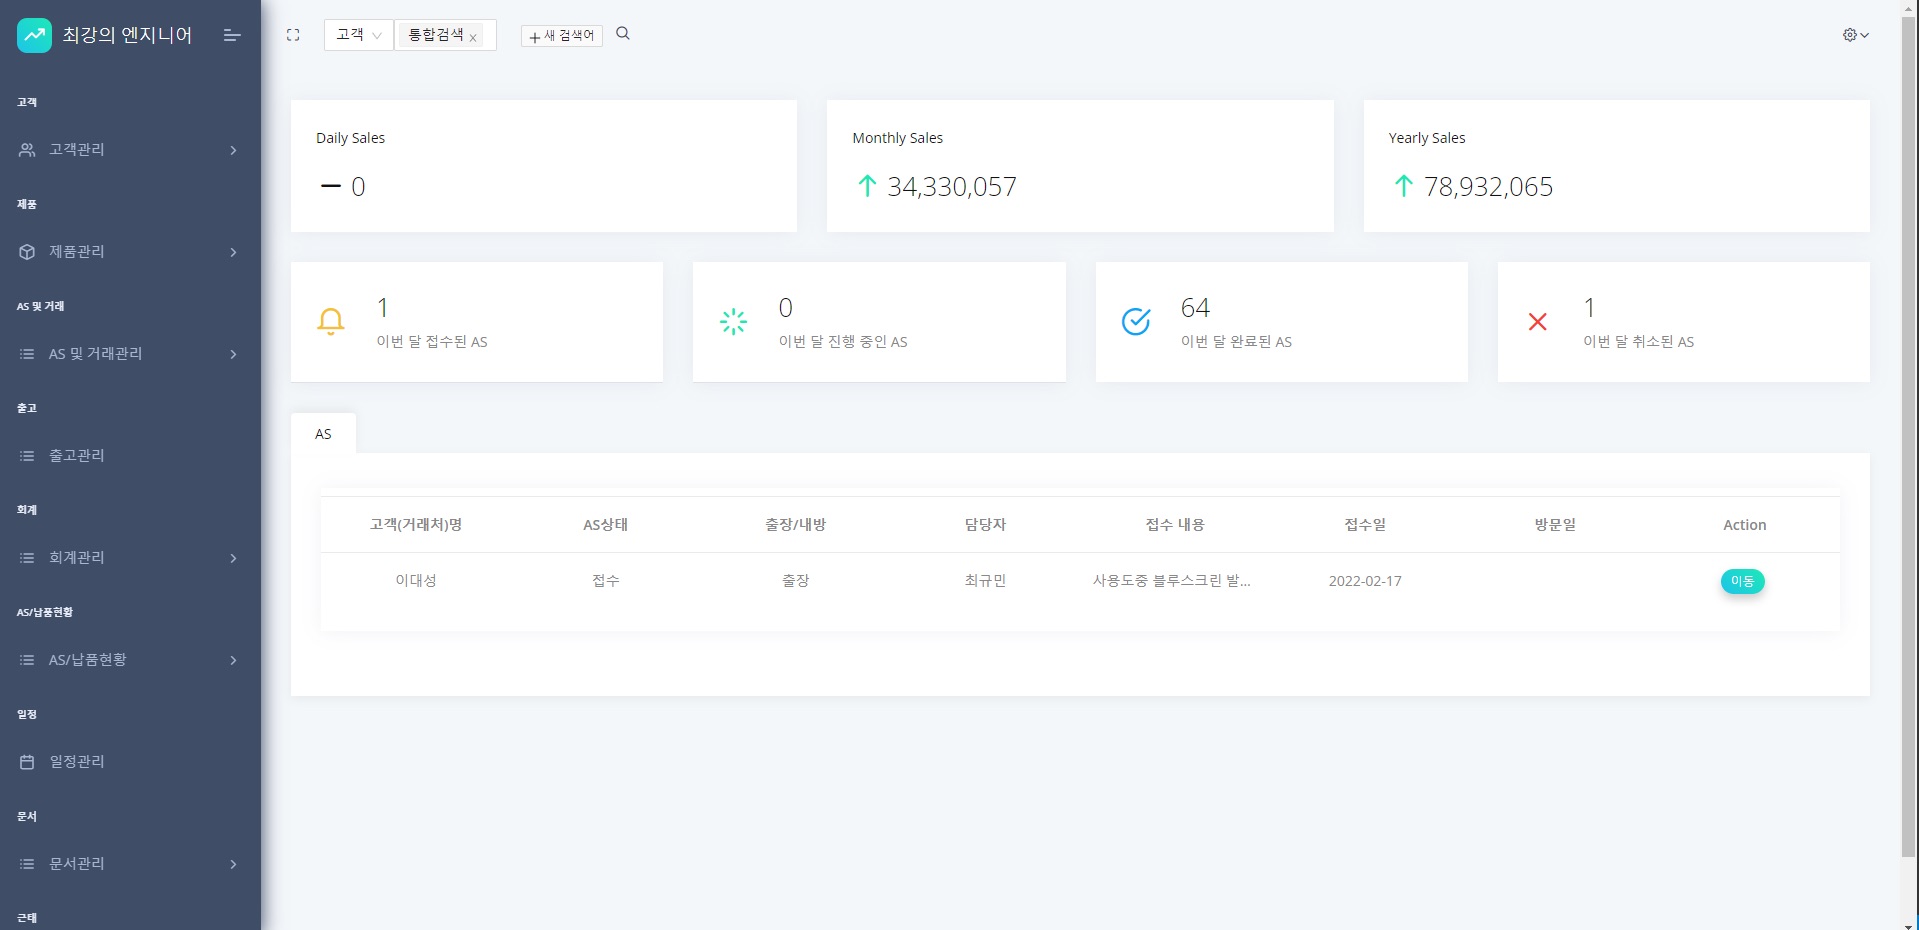 최강의 엔지니어
고객
고객관리
제품
제품관리
AS 및 거래
AS 및 거래관리
출고
출고관리
회계
회계관리
AS/납품현황
AS/납품현황
일정
일정관리
문서
문서관리
근태
고객 통합검색 x + 새 검색어
Daily Sales
0
Monthly Sales
34,330,057
Yearly Sales
78,932,065
1
이번 달 접수된 AS
0
이번 달 진행 중인 AS
64
이번 달 완료된 AS
1
이번 달 취소된 AS
AS
고객(거래처)명 AS상태 출장/내방 담당자 접수 내용 접수일 방문일 Action
이대성 접수 출장 최규민 사용도중 블루스크린 발... 2022-02-17 이동